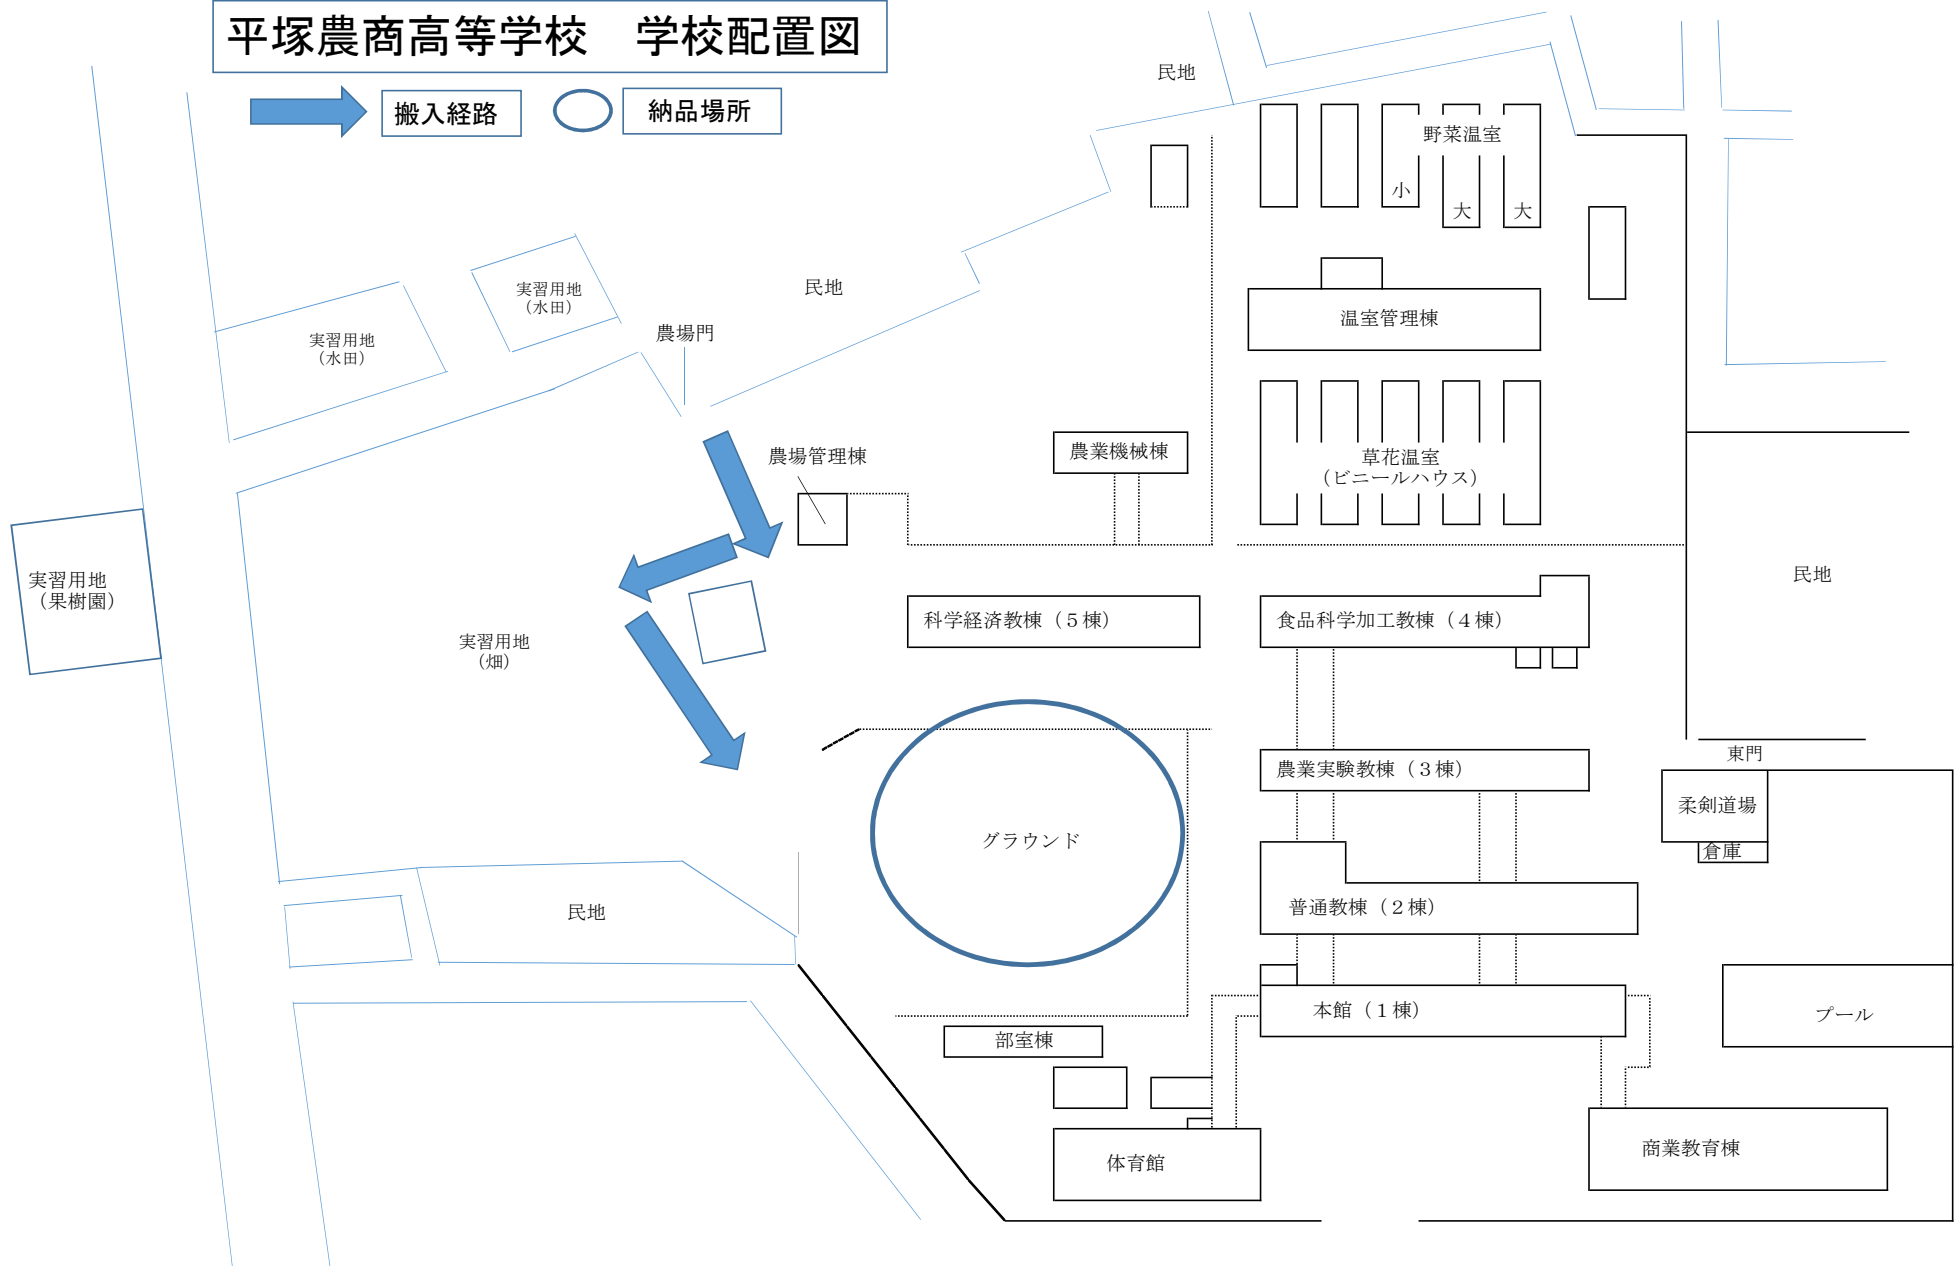 平塚農商高等学校　学校配置図
搬入経路
納品場所
民地
野菜温室
小
大
大
実習用地
（水田）
民地
温室管理棟
農場門
実習用地
（水田）
農場管理棟
農業機械棟
草花温室
（ビニールハウス）
実習用地
（果樹園）
民地
科学経済教棟（５棟）
食品科学加工教棟（４棟）
実習用地
（畑）
東門
農業実験教棟（３棟）
柔剣道場
グラウンド
倉庫
民地
普通教棟（２棟）
本館（１棟）
プール
部室棟
商業教育棟
体育館